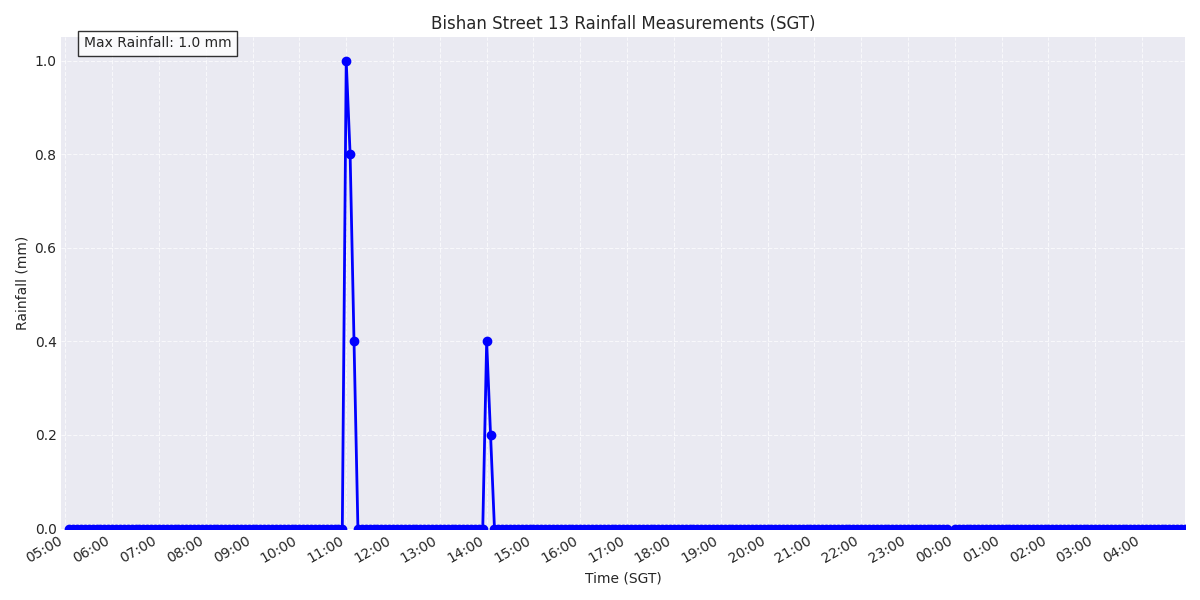 Bishan Street 13 Rainfall Measurements (SGT)
Max Rainfall: 1.0 mm
Rainfall (mm)
1.0
0.8
0.6
0.4
0.2
0.0
05:00 06:00 07:00 08:00 09:00 10:00 11:00 12:00 13:00 14:00 15:00 16:00 17:00 18:00 19:00 20:00 21:00 22:00 23:00 00:00 01:00 02:00 03:00 04:00
Time (SGT)